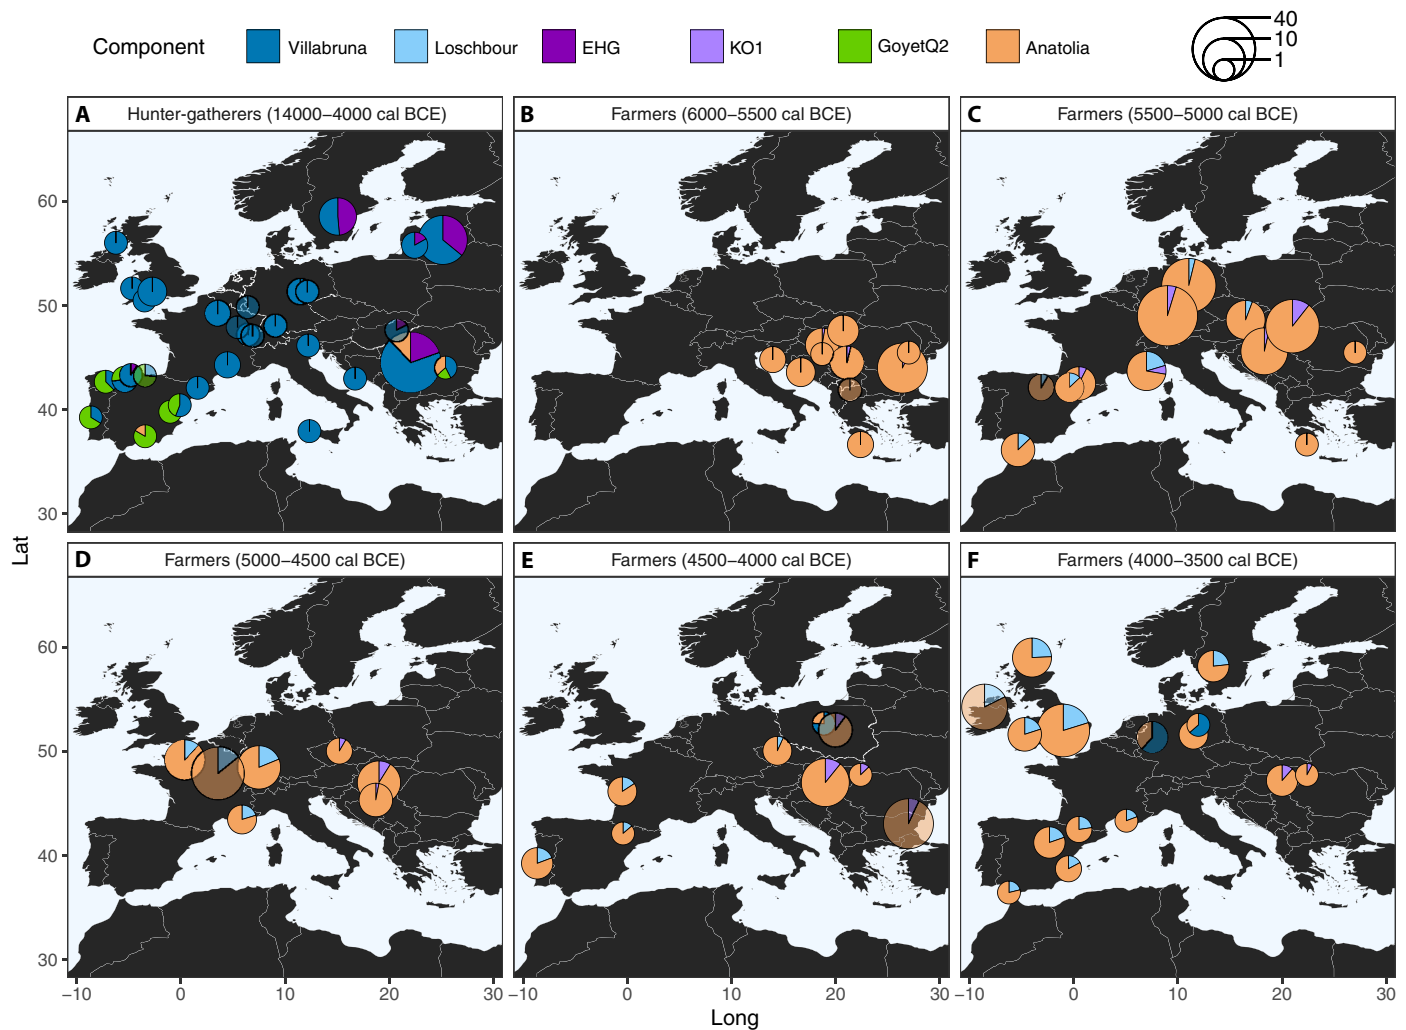 Component Villabruna Loschbour EHG KO1 GoyetQ2 Anatolia
40
10
1
A Hunter-gatherers (14000–4000 cal BCE)
B Farmers (6000–5500 cal BCE)
C Farmers (5500–5000 cal BCE)
60
50
40
30
D Farmers (5000–4500 cal BCE)
E Farmers (4500–4000 cal BCE)
F Farmers (4000–3500 cal BCE)
60
50
40
30
Lat
−10 0 10 20 30
−10 0 10 20 30
−10 0 10 20 30
Long